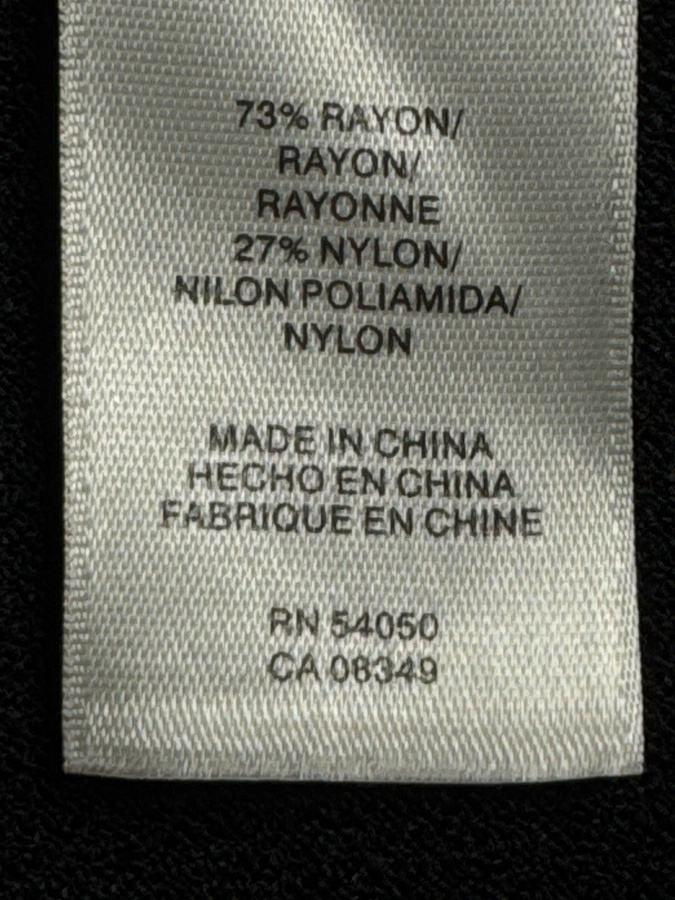 73% RAYON/
RAYON/
RAYONNE
27% NYLON/
NILON POLIAMIDA/
NYLON
MADE IN CHINA
HECHO EN CHINA
FABRIQUE EN CHINE
RN 54050
CA 08349